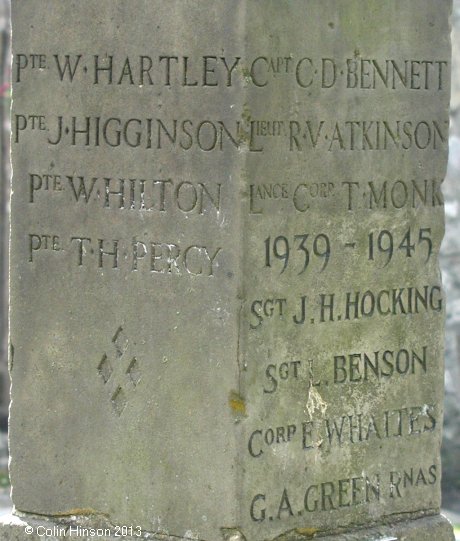 PTE W·HARTLEY
PTE J·HIGGINSON
PTE W·HILTON
PTE T·H·PERCY
CAPT C·D·BENNETT
LIEUT R·V·ATKINSON
LANCE CORP. T·MONK
1939 - 1945
SGT J.H.HOCKING
SGT L.BENSON
CORP E.WHAITES
G.A.GREEN RNAS
©Colin Hinson 2013